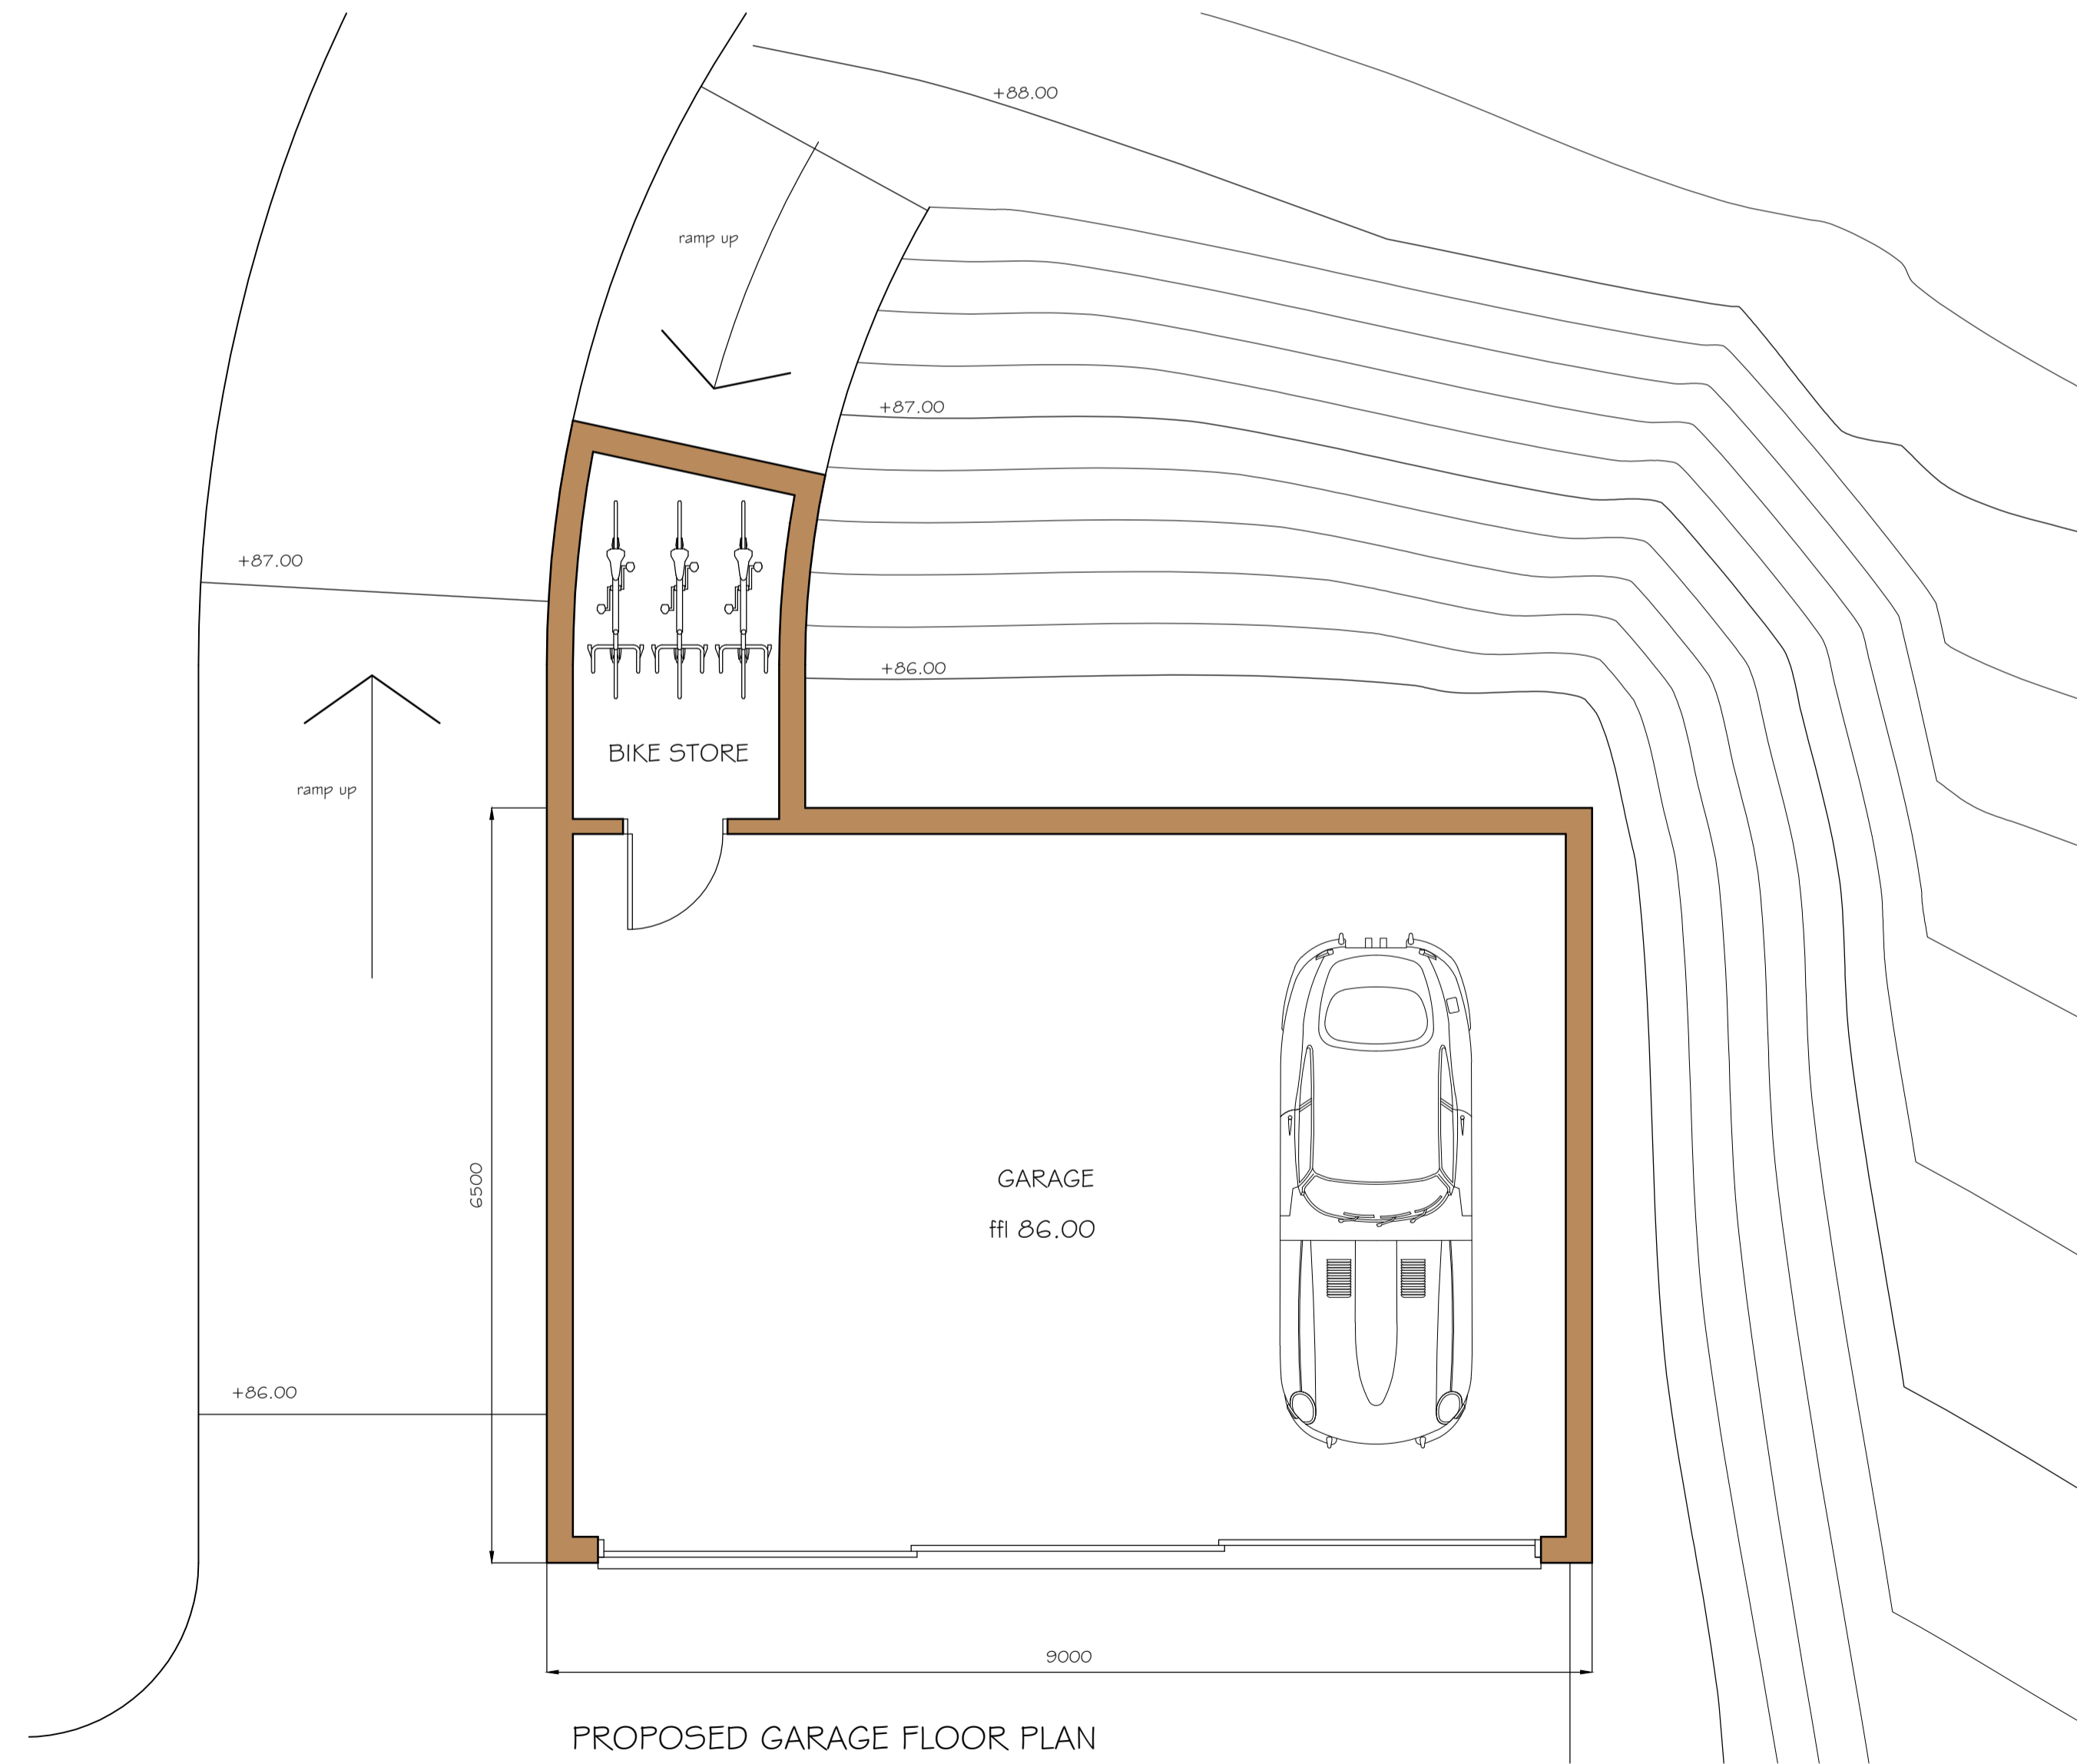 +88.00
ramp up
+87.00
+87.00
+86.00
BIKE STORE
ramp up
6500
GARAGE
ffl 86.00
+86.00
9000
PROPOSED GARAGE FLOOR PLAN